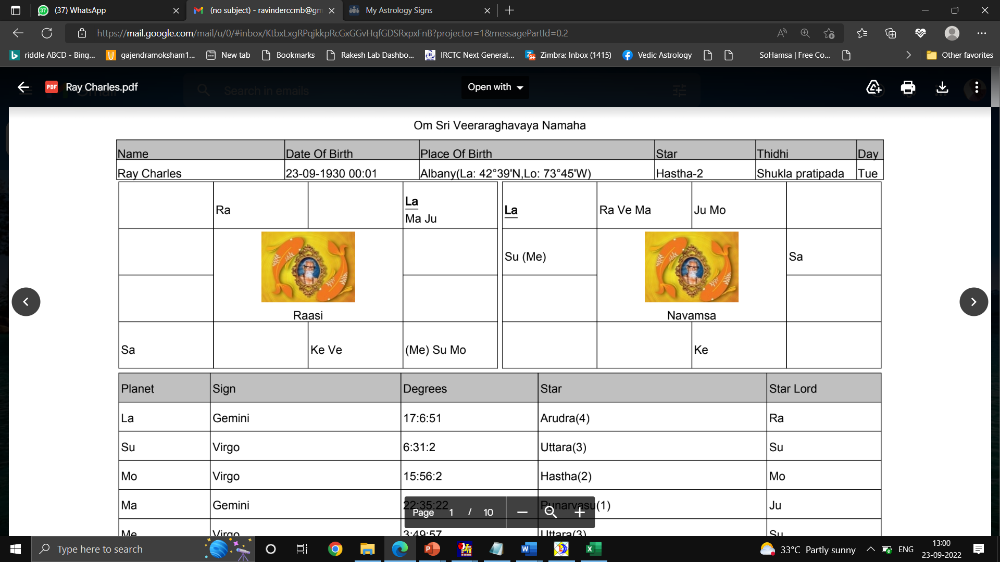 (37) WhatsApp
(no subject) - ravinderccmb@gm
My Astrology Signs
https://mail.google.com/mail/u/0/#inbox/KtbxLxgRPqjkkpRcGxGGvHqfGDSRxpxFnB?projector=1&messagePartId=0.2
riddle ABCD - Bing...
gajendramoksham1...
New tab
Bookmarks
Rakesh Lab Dashbo...
IRCTC Next Generat...
Zimbra: Inbox (1415)
Vedic Astrology
SoHamsa | Free Co...
Other favorites
PDF
Ray Charles.pdf
Search in emails
Open with
Om Sri Veeraraghavaya Namaha
Name Date Of Birth Place Of Birth Star Thidhi Day
Ray Charles 23-09-1930 00:01 Albany(La: 42°39'N,Lo: 73°45'W) Hastha-2 Shukla pratipada Tue
Ra
La
Ma Ju
Raasi
Sa
Ke Ve
(Me) Su Mo
La
Ra Ve Ma
Ju Mo
Su (Me)
Sa
Navamsa
Ke
Planet Sign Degrees Star Star Lord
La Gemini 17:6:51 Arudra(4) Ra
Su Virgo 6:31:2 Uttara(3) Su
Mo Virgo 15:56:2 Hastha(2) Mo
Ma Gemini 22:35:22 Punarvasu(1) Ju
Me Virgo 3:49:57 Uttara(3) Su
Page 1 / 10
Type here to search
33°C Partly sunny
ENG
13:00
23-09-2022